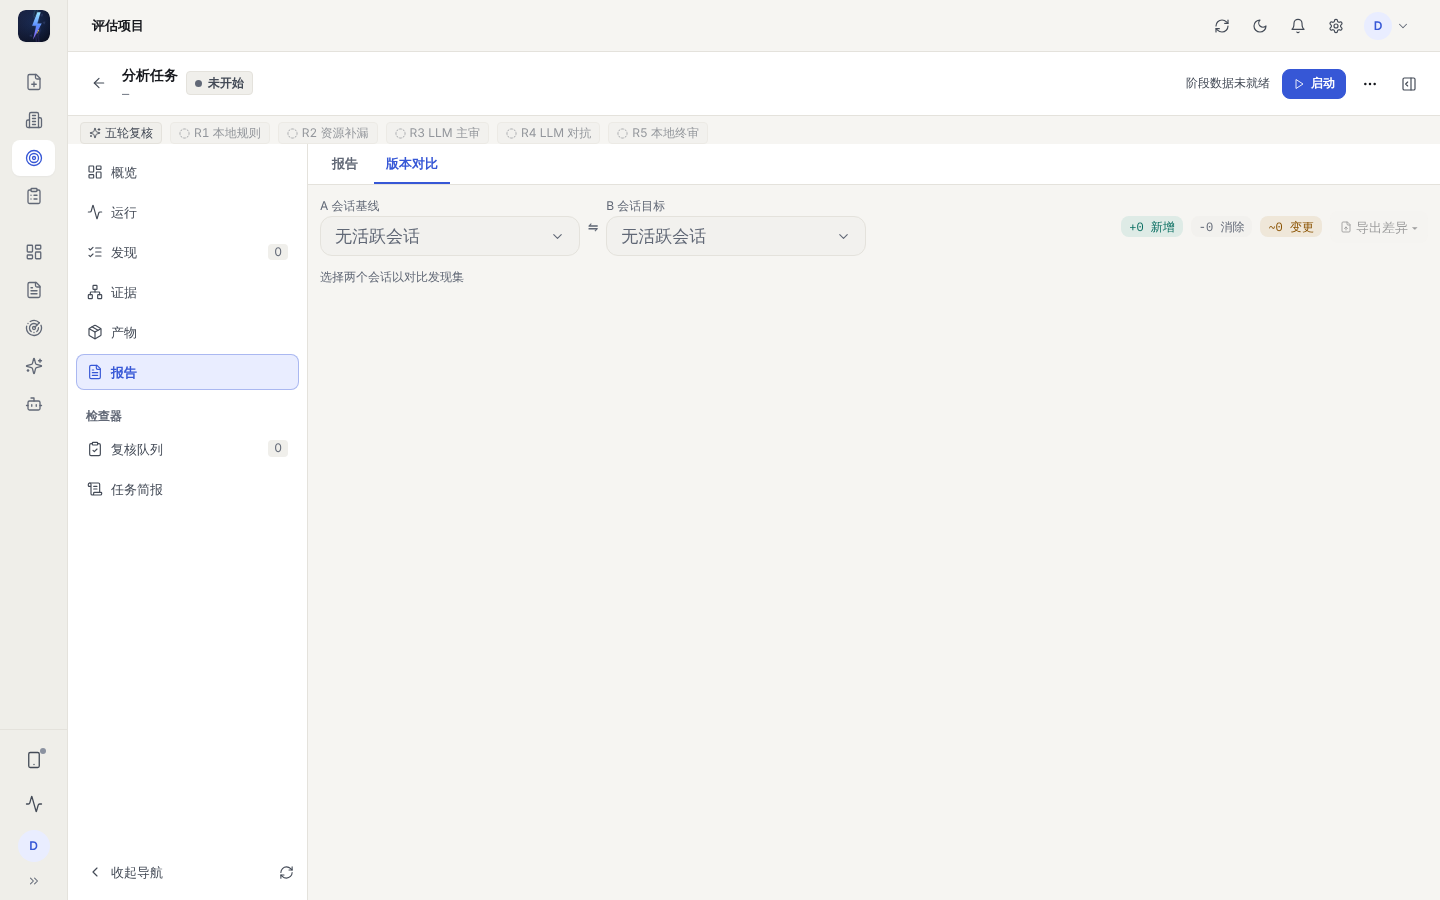 评估项目
D
分析任务
—
未开始
阶段数据未就绪
启动
五轮复核
R1 本地规则
R2 资源补漏
R3 LLM 主审
R4 LLM 对抗
R5 本地终审
概览
运行
发现
0
证据
产物
报告
检查器
复核队列
0
任务简报
收起导航
报告
版本对比
A 会话基线
无活跃会话
⇋
B 会话目标
无活跃会话
+0 新增
-0 消除
~0 变更
导出差异
选择两个会话以对比发现集
D